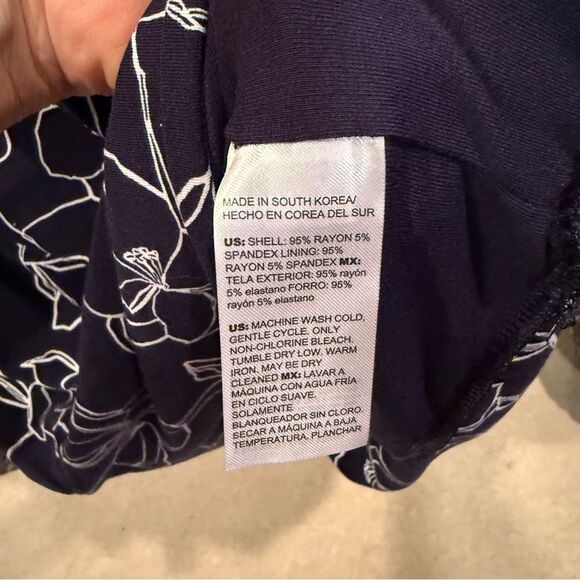 MADE IN SOUTH KOREA/
HECHO EN COREA DEL SUR
US: SHELL: 95% RAYON 5%
SPANDEX LINING: 95%
RAYON 5% SPANDEX MX:
TELA EXTERIOR: 95% rayón
5% elastano FORRO: 95%
rayón 5% elastano
US: MACHINE WASH COLD,
GENTLE CYCLE. ONLY
NON-CHLORINE BLEACH.
TUMBLE DRY LOW. WARM
IRON. MAY BE DRY
CLEANED MX: LAVAR A
MÁQUINA CON AGUA FRÍA
EN CICLO SUAVE.
SOLAMENTE
BLANQUEADOR SIN CLORO.
SECAR A MÁQUINA A BAJA
TEMPERATURA. PLANCHAR